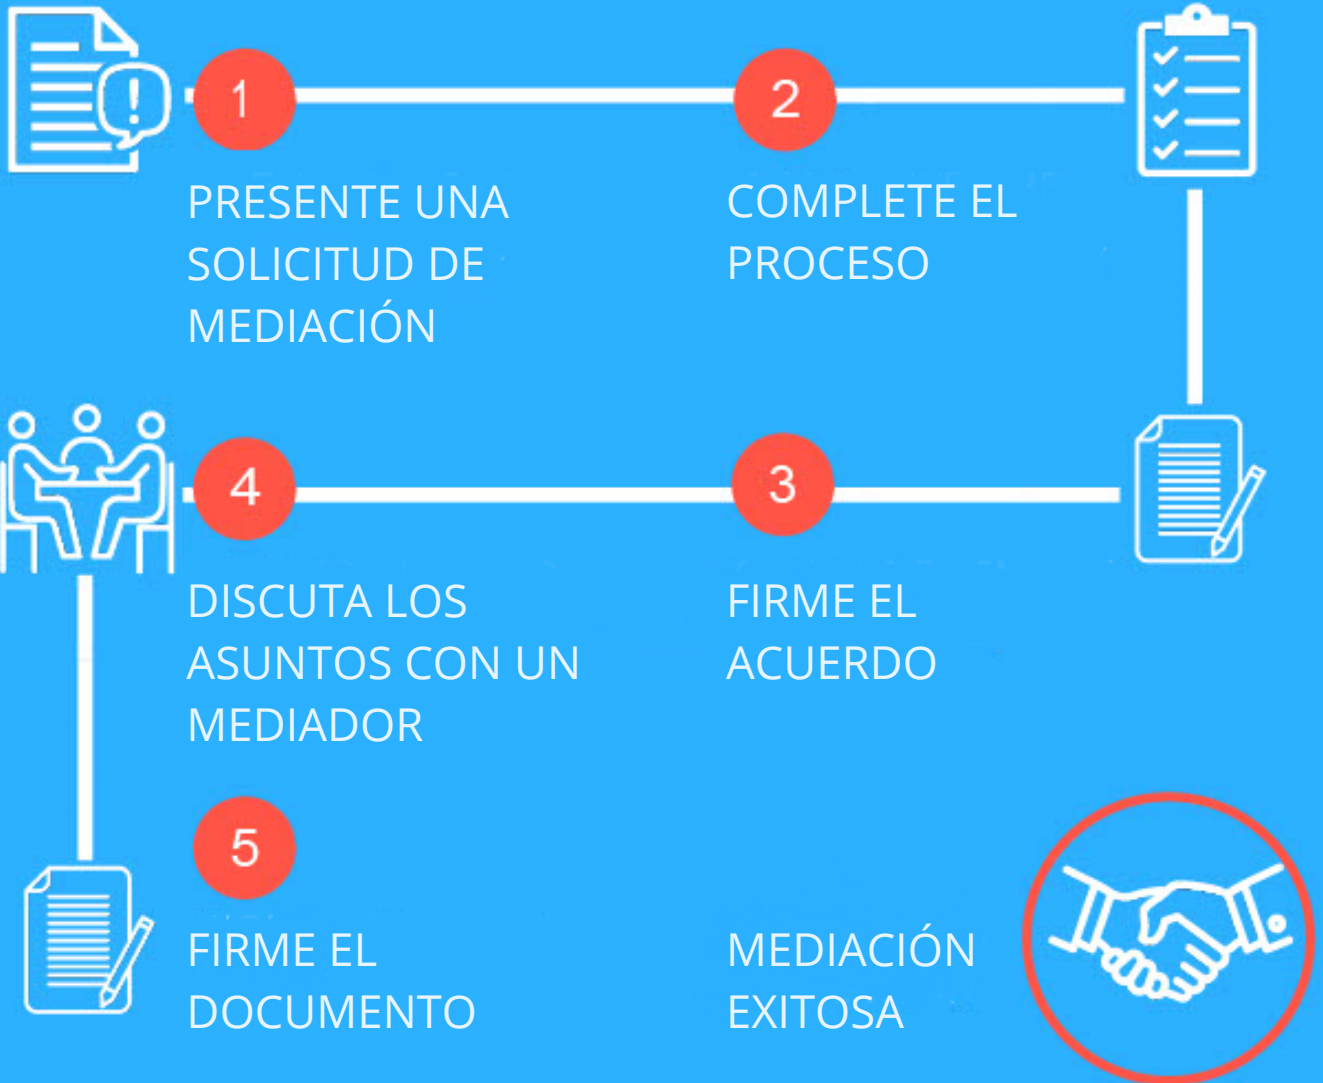 1
PRESENTE UNA
SOLICITUD DE
MEDIACIÓN
2
COMPLETE EL
PROCESO
3
FIRME EL
ACUERDO
4
DISCUTA LOS
ASUNTOS CON UN
MEDIADOR
5
FIRME EL
DOCUMENTO
MEDIACIÓN
EXITOSA